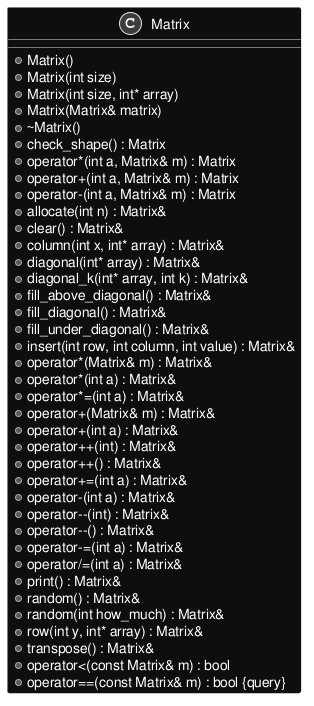 C Matrix
Matrix()
Matrix(int size)
Matrix(int size, int* array)
Matrix(Matrix& matrix)
~Matrix()
check_shape() : Matrix
operator*(int a, Matrix& m) : Matrix
operator+(int a, Matrix& m) : Matrix
operator-(int a, Matrix& m) : Matrix
allocate(int n) : Matrix&
clear() : Matrix&
column(int x, int* array) : Matrix&
diagonal(int* array) : Matrix&
diagonal_k(int* array, int k) : Matrix&
fill_above_diagonal() : Matrix&
fill_diagonal() : Matrix&
fill_under_diagonal() : Matrix&
insert(int row, int column, int value) : Matrix&
operator*(Matrix& m) : Matrix&
operator*(int a) : Matrix&
operator*=(int a) : Matrix&
operator+(Matrix& m) : Matrix&
operator+(int a) : Matrix&
operator++(int) : Matrix&
operator++() : Matrix&
operator+=(int a) : Matrix&
operator-(int a) : Matrix&
operator--(int) : Matrix&
operator--() : Matrix&
operator-=(int a) : Matrix&
operator/=(int a) : Matrix&
print() : Matrix&
random() : Matrix&
random(int how_much) : Matrix&
row(int y, int* array) : Matrix&
transpose() : Matrix&
operator<(const Matrix& m) : bool
operator==(const Matrix& m) : bool {query}